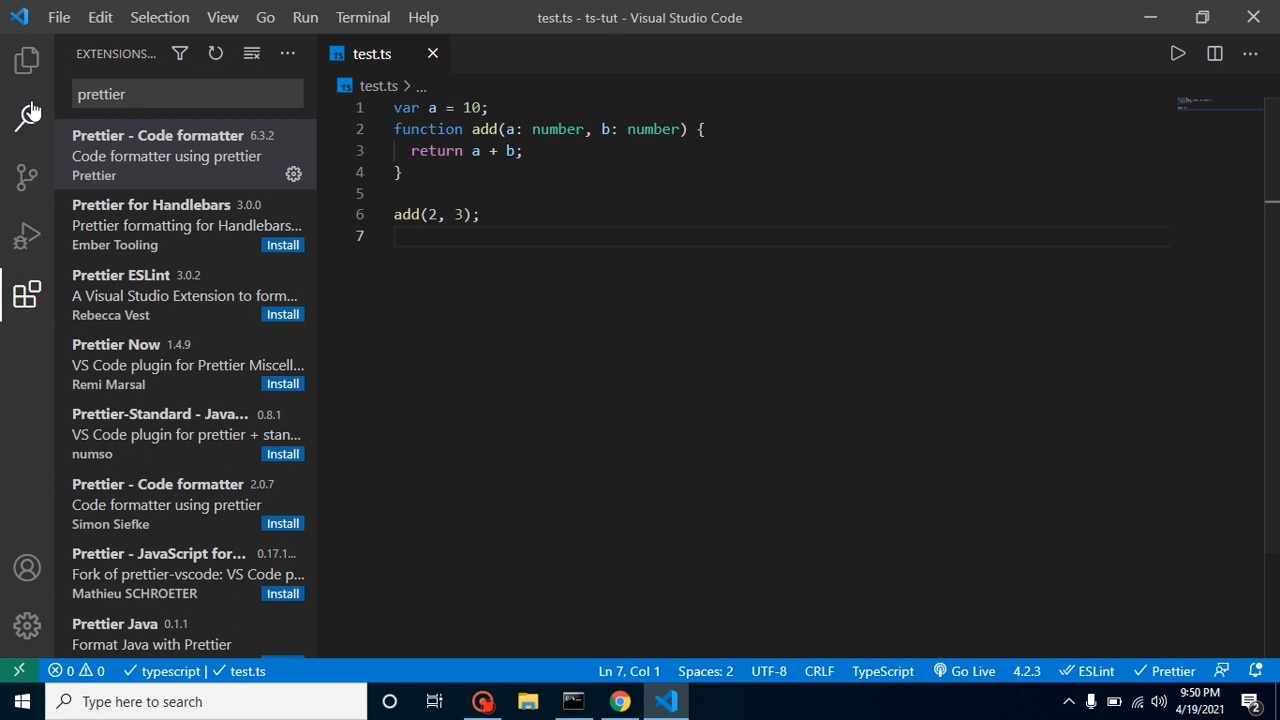 File Edit Selection View Go Run Terminal Help test.ts - ts-tut - Visual Studio Code
EXTENSIONS...
prettier
Prettier - Code formatter 6.3.2
Code formatter using prettier
Prettier
Prettier for Handlebars 3.0.0
Prettier formatting for Handlebars...
Ember Tooling Install
Prettier ESLint 3.0.2
A Visual Studio Extension to form...
Rebecca Vest Install
Prettier Now 1.4.9
VS Code plugin for Prettier Miscell...
Remi Marsal Install
Prettier-Standard - Java... 0.8.1
VS Code plugin for prettier + stan...
numso Install
Prettier - Code formatter 2.0.7
Code formatter using prettier
Simon Siefke Install
Prettier - JavaScript for... 0.17.1...
Fork of prettier-vscode: VS Code p...
Mathieu SCHROETER Install
Prettier Java 0.1.1
Format Java with Prettier
TS test.ts
TS test.ts > ...
1 var a = 10;
2 function add(a: number, b: number) {
3 return a + b;
4 }
5
6 add(2, 3);
7
0 0 typescript | test.ts Ln 7, Col 1 Spaces: 2 UTF-8 CRLF TypeScript Go Live 4.2.3 ESLint Prettier
Type here to search
9:50 PM
4/19/2021
2